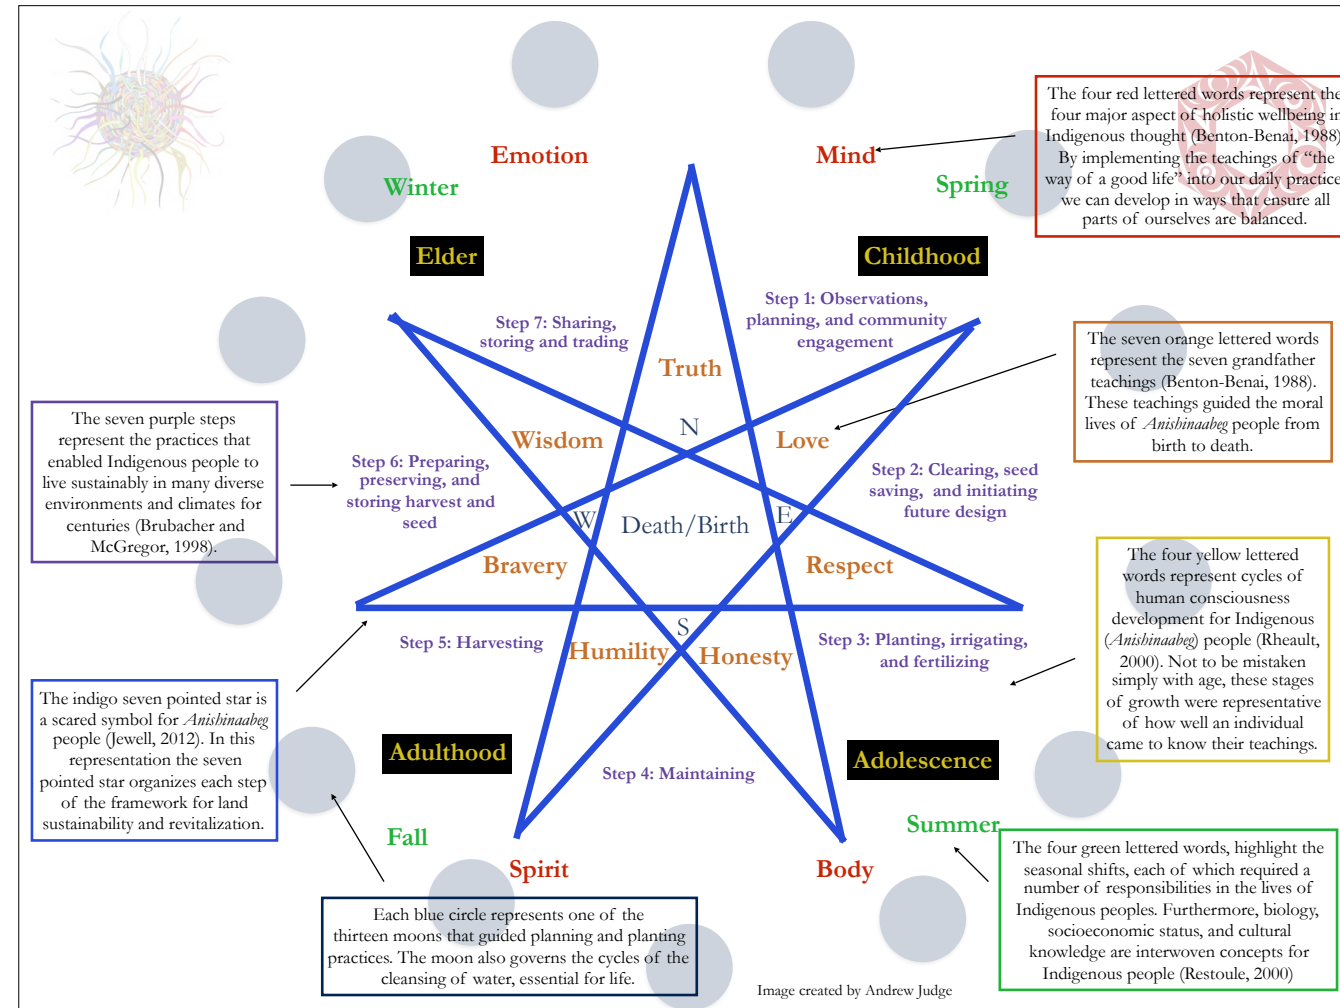 Emotion
Mind
Winter
Spring
The four red lettered words represent the
four major aspect of holistic wellbeing in
Indigenous thought (Benton-Benai, 1988)
By implementing the teachings of “the
way of a good life” into our daily practice
we can develop in ways that ensure all
parts of ourselves are balanced.
Elder
Childhood
Step 7: Sharing,
storing and trading
Step 1: Observations,
planning, and community
engagement
Truth
The seven orange lettered words
represent the seven grandfather
teachings (Benton-Benai, 1988).
These teachings guided the moral
lives of Anishinaabeg people from
birth to death.
Wisdom
N
Love
The seven purple steps
represent the practices that
enabled Indigenous people to
live sustainably in many diverse
environments and climates for
centuries (Brubacher and
McGregor, 1998).
Step 6: Preparing,
preserving, and
storing harvest and
seed
Step 2: Clearing, seed
saving, and initiating
future design
W
Death/Birth
E
Bravery
Respect
The four yellow lettered
words represent cycles of
human consciousness
development for Indigenous
(Anishinaabeg) people (Rheault,
2000). Not to be mistaken
simply with age, these stages
of growth were representative
of how well an individual
came to know their teachings.
S
Step 5: Harvesting
Humility
Honesty
Step 3: Planting, irrigating,
and fertilizing
The indigo seven pointed star is
a scared symbol for Anishinaabeg
people (Jewell, 2012). In this
representation the seven
pointed star organizes each step
of the framework for land
sustainability and revitalization.
Adulthood
Step 4: Maintaining
Adolescence
Fall
Summer
Spirit
Body
The four green lettered words, highlight the
seasonal shifts, each of which required a
number of responsibilities in the lives of
Indigenous peoples. Furthermore, biology,
socioeconomic status, and cultural
knowledge are interwoven concepts for
Indigenous people (Restoule, 2000)
Each blue circle represents one of the
thirteen moons that guided planning and planting
practices. The moon also governs the cycles of the
cleansing of water, essential for life.
Image created by Andrew Judge